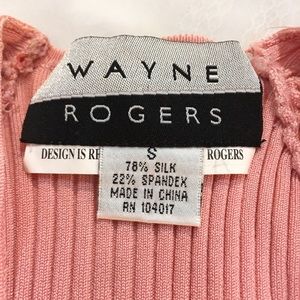 WAYNE
ROGERS
DESIGN IS RE ROGERS
S
78% SILK
22% SPANDEX
MADE IN CHINA
RN 104017